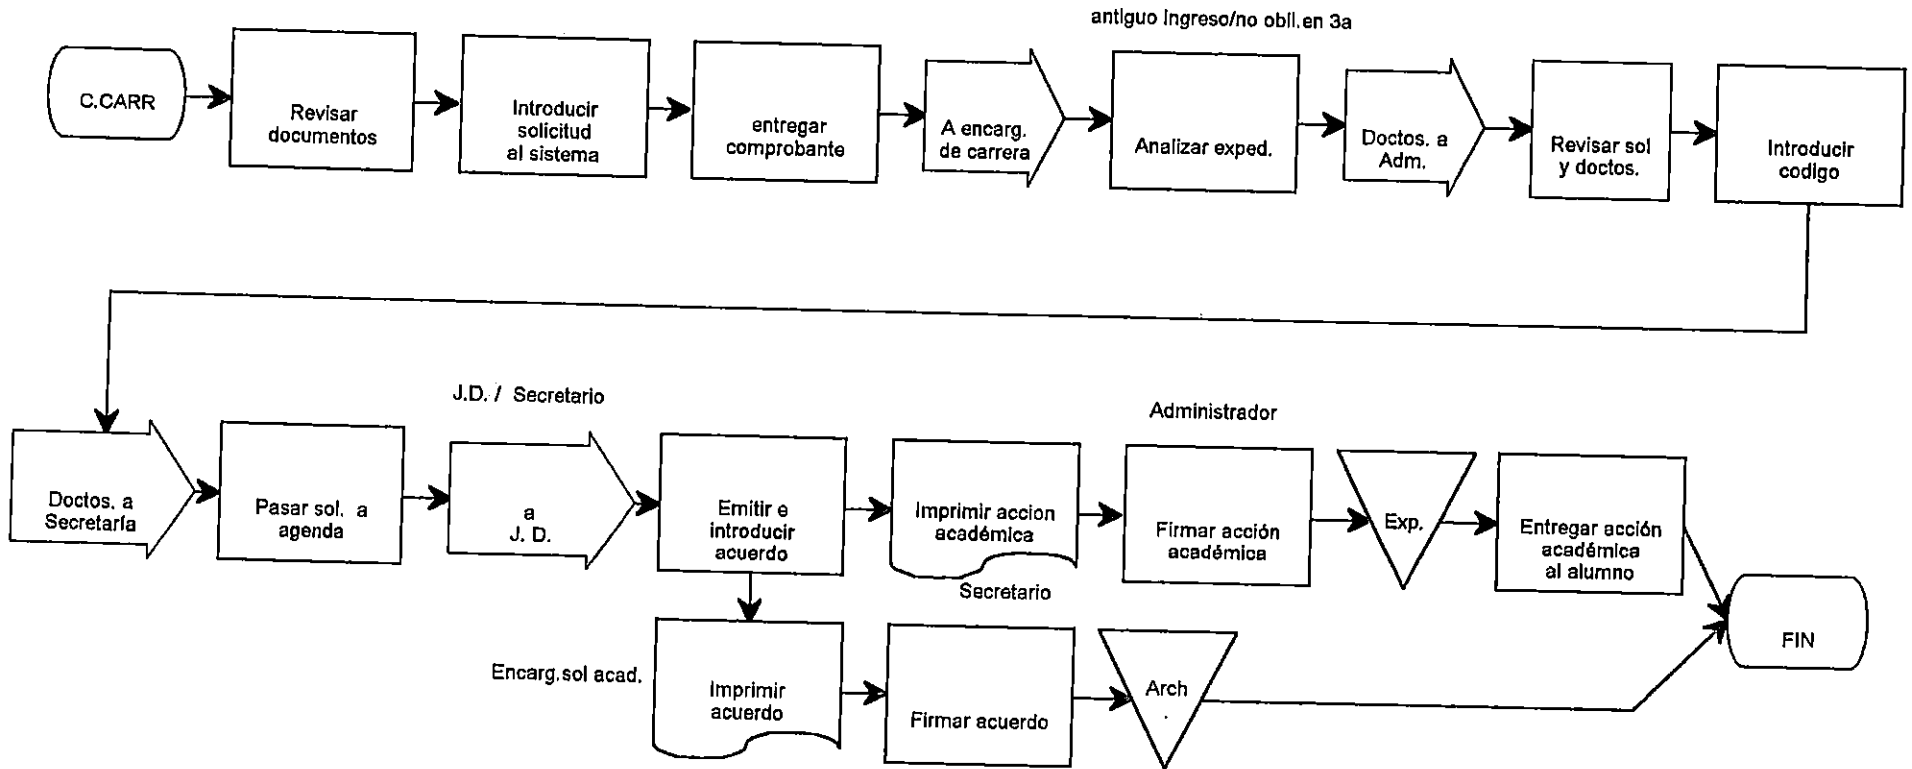 antiguo ingreso/no obli.en 3a
C.CARR
Revisar
documentos
Introducir
solicitud
al sistema
entregar
comprobante
A encarg.
de carrera
Analizar exped.
Doctos. a
Adm.
Revisar sol
y doctos.
Introducir
codigo
J.D. / Secretario
Administrador
Doctos. a
Secretaría
Pasar sol. a
agenda
a
J. D.
Emitir e
introducir
acuerdo
Imprimir accion
académica
Firmar acción
académica
Exp.
Entregar acción
académica
al alumno
Secretario
FIN
Encarg.sol acad.
Imprimir
acuerdo
Firmar acuerdo
Arch
.